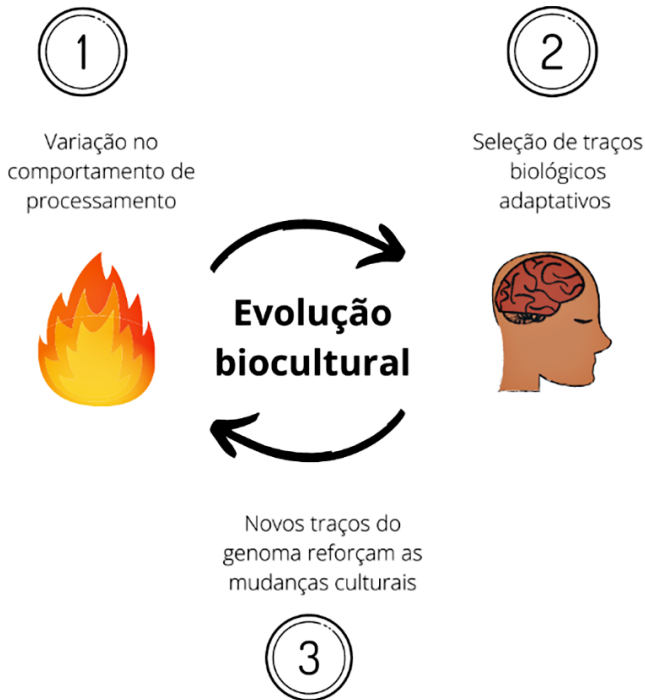 1
Variação no
comportamento de
processamento
2
Seleção de traços
biológicos
adaptativos
Evolução
biocultural
Novos traços do
genoma reforçam as
mudanças culturais
3